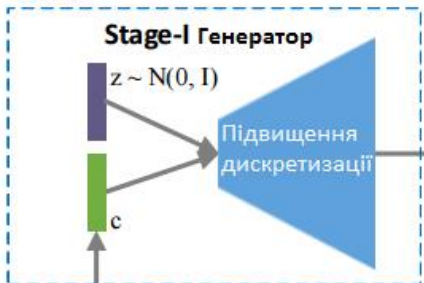 Stage-I Генератор
z ~ N(0, I)
Підвищення
дискретизації
c